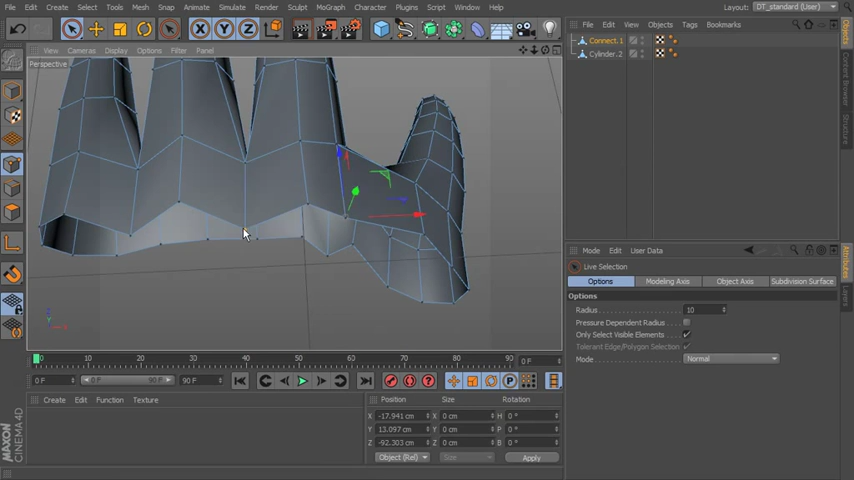 DT Create Select Tools Mesh Snap Animate Simulate Render Sculpt MoGraph Character Plugins Script Window Help
Layout: DT_standard (User)
View Cameras Display Options Filter Panel
Perspective
File Edit View Objects Tags Bookmarks
Connect.1
Cylinder.2
Objects
Content Browser
Structure
Mode Edit User Data
Live Selection
Options Modeling Axis Object Axis Subdivision Surface
Options
Radius 10
Pressure Dependent Radius
Only Select Visible Elements
Tolerant Edge/Polygon Selection
Mode Normal
Attributes
Layers
0 10 20 30 40 50 60 70 80 90 0 F
0 F 0 F 90 F 90 F
Create Edit Function Texture
Position Size Rotation
X -17.941 cm X 0 cm H 0 °
Y 13.097 cm Y 0 cm P 0 °
Z -92.303 cm Z 0 cm B 0 °
Object (Rel) Size Apply
MAXON
CINEMA4D